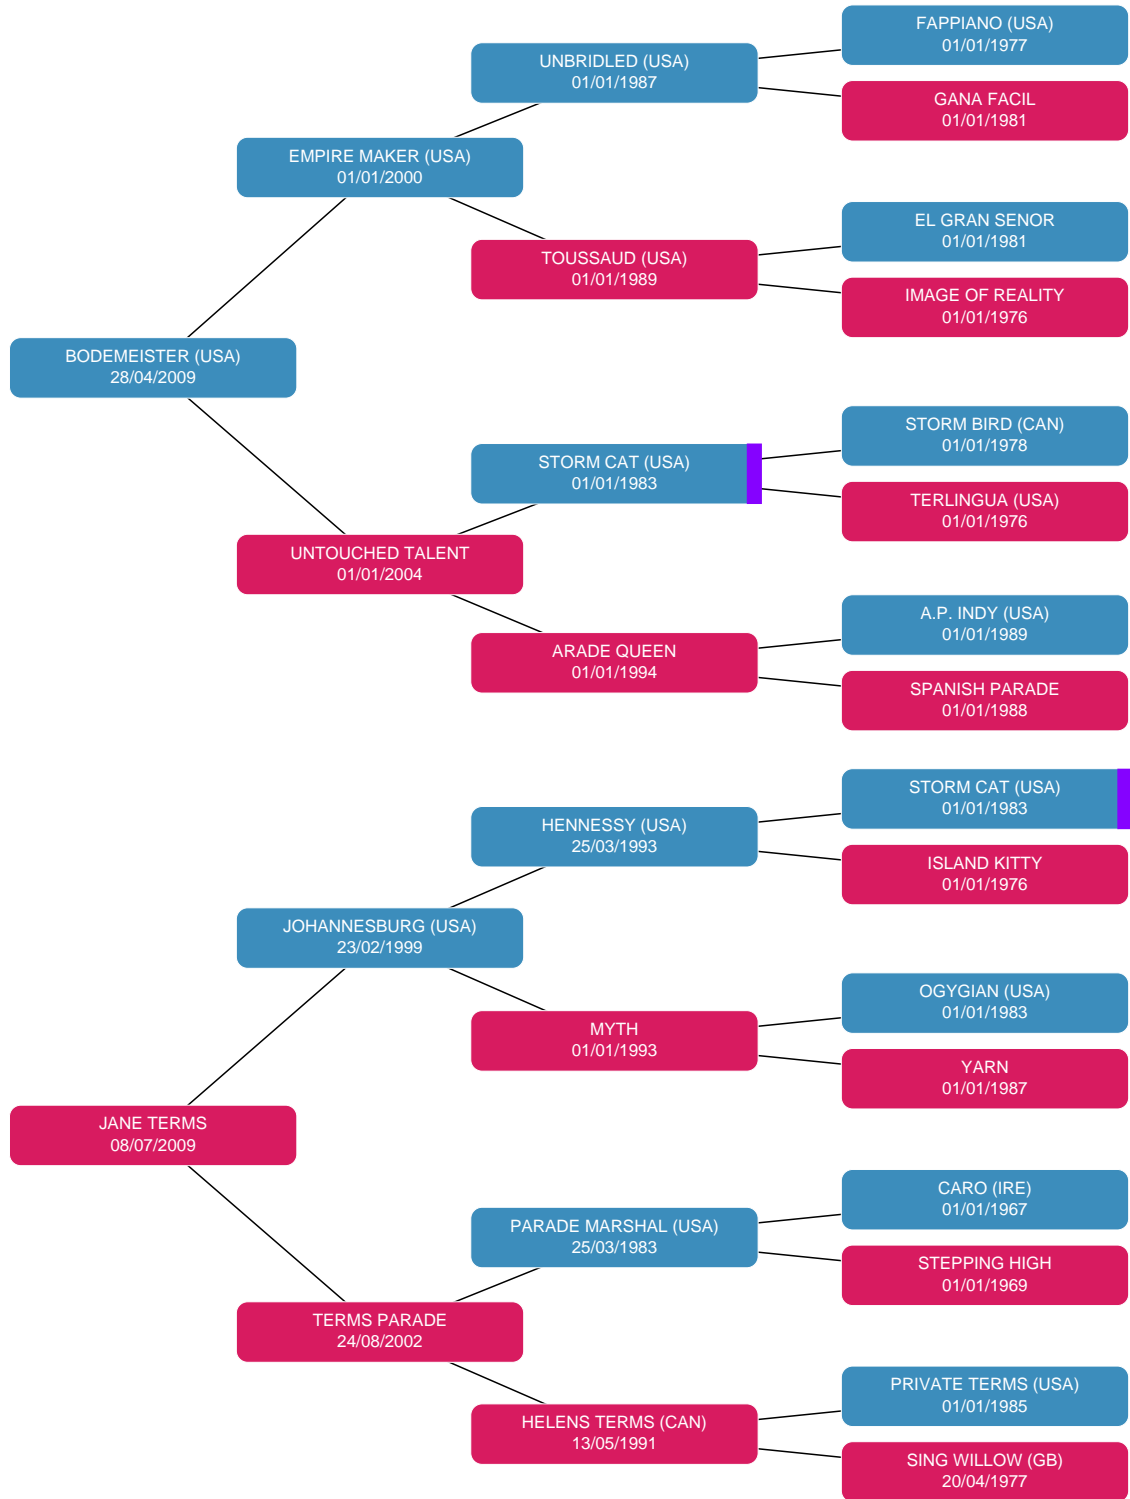 FAPPIANO (USA)
01/01/1977
UNBRIDLED (USA)
01/01/1987
GANA FACIL
01/01/1981
EMPIRE MAKER (USA)
01/01/2000
EL GRAN SENOR
01/01/1981
TOUSSAUD (USA)
01/01/1989
IMAGE OF REALITY
01/01/1976
BODEMEISTER (USA)
28/04/2009
STORM BIRD (CAN)
01/01/1978
STORM CAT (USA)
01/01/1983
TERLINGUA (USA)
01/01/1976
UNTOUCHED TALENT
01/01/2004
A.P. INDY (USA)
01/01/1989
ARADE QUEEN
01/01/1994
SPANISH PARADE
01/01/1988
STORM CAT (USA)
01/01/1983
HENNESSY (USA)
25/03/1993
ISLAND KITTY
01/01/1976
JOHANNESBURG (USA)
23/02/1999
OGYGIAN (USA)
01/01/1983
MYTH
01/01/1993
YARN
01/01/1987
JANE TERMS
08/07/2009
CARO (IRE)
01/01/1967
PARADE MARSHAL (USA)
25/03/1983
STEPPING HIGH
01/01/1969
TERMS PARADE
24/08/2002
PRIVATE TERMS (USA)
01/01/1985
HELENS TERMS (CAN)
13/05/1991
SING WILLOW (GB)
20/04/1977